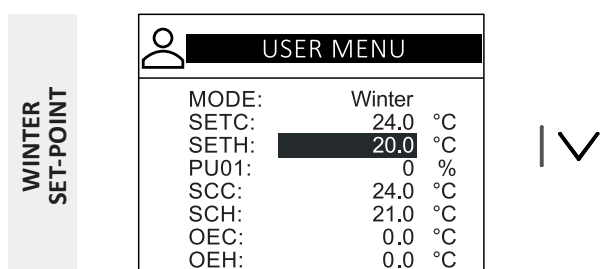 WINTER
SET-POINT
USER MENU
MODE: Winter
SETC: 24.0 °C
SETH: 20.0 °C
PU01: 0 %
SCC: 24.0 °C
SCH: 21.0 °C
OEC: 0.0 °C
OEH: 0.0 °C